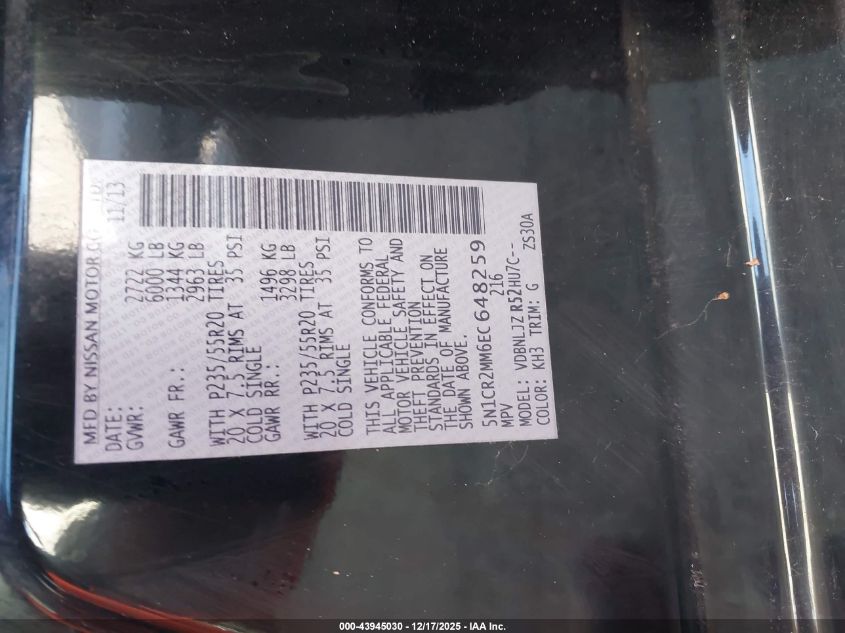 MFD BY NISSAN MOTOR CO. LTD.
DATE: 11/13
GVWR: 2722 KG
6000 LB
GAWR FR.: 1344 KG
2963 LB
WITH P235/55R20 TIRES
20 X 7.5 RIMS AT 35 PSI
COLD SINGLE
GAWR RR.: 1496 KG
3298 LB
WITH P235/55R20 TIRES
20 X 7.5 RIMS AT 35 PSI
COLD SINGLE
THIS VEHICLE CONFORMS TO
ALL APPLICABLE FEDERAL
MOTOR VEHICLE SAFETY AND
THEFT PREVENTION
STANDARDS IN EFFECT ON
THE DATE OF MANUFACTURE
SHOWN ABOVE.
5N1CR2MM6EC648259
MPV 216
MODEL: VDBNLJZR52HU7C--
COLOR: KH3 TRIM: G ZS30A
000-43945030 - 12/17/2025 - IAA Inc.